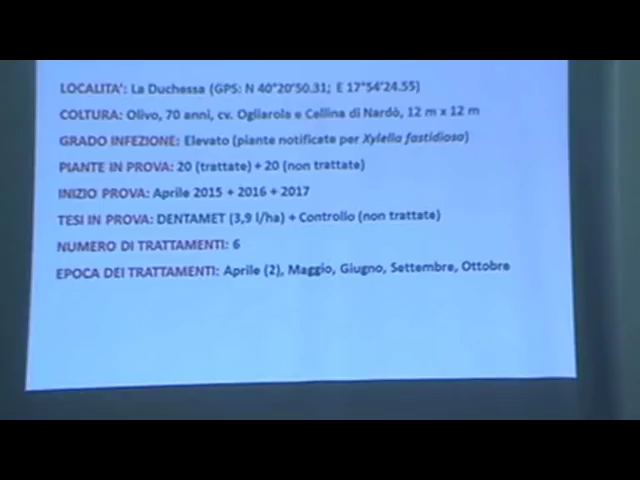 LOCALITA': La Duchessa (GPS: N 40°20'50.31; E 17°54'24.55)
COLTURA: Olivo, 70 anni, cv. Ogliarola e Cellina di Nardò, 12 m x 12 m
GRADO INFEZIONE: Elevato (piante notificate per Xylella fastidiosa)
PIANTE IN PROVA: 20 (trattate) + 20 (non trattate)
INIZIO PROVA: Aprile 2015 + 2016 + 2017
TESI IN PROVA: DENTAMET (3,9 l/ha) + Controllo (non trattate)
NUMERO DI TRATTAMENTI: 6
EPOCA DEI TRATTAMENTI: Aprile (2), Maggio, Giugno, Settembre, Ottobre